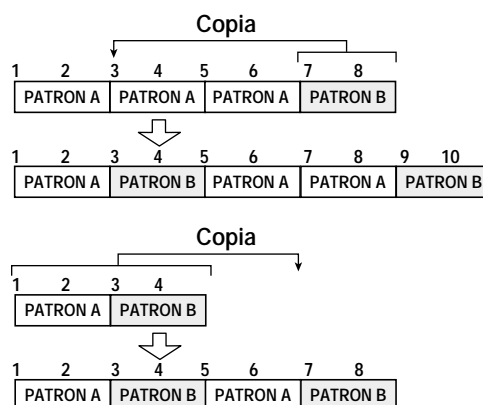 Copia
1 2 3 4 5 6 7 8
PATRON A PATRON A PATRON A PATRON B
1 2 3 4 5 6 7 8 9 10
PATRON A PATRON B PATRON A PATRON A PATRON B
Copia
1 2 3 4
PATRON A PATRON B
1 2 3 4 5 6 7 8
PATRON A PATRON B PATRON A PATRON B